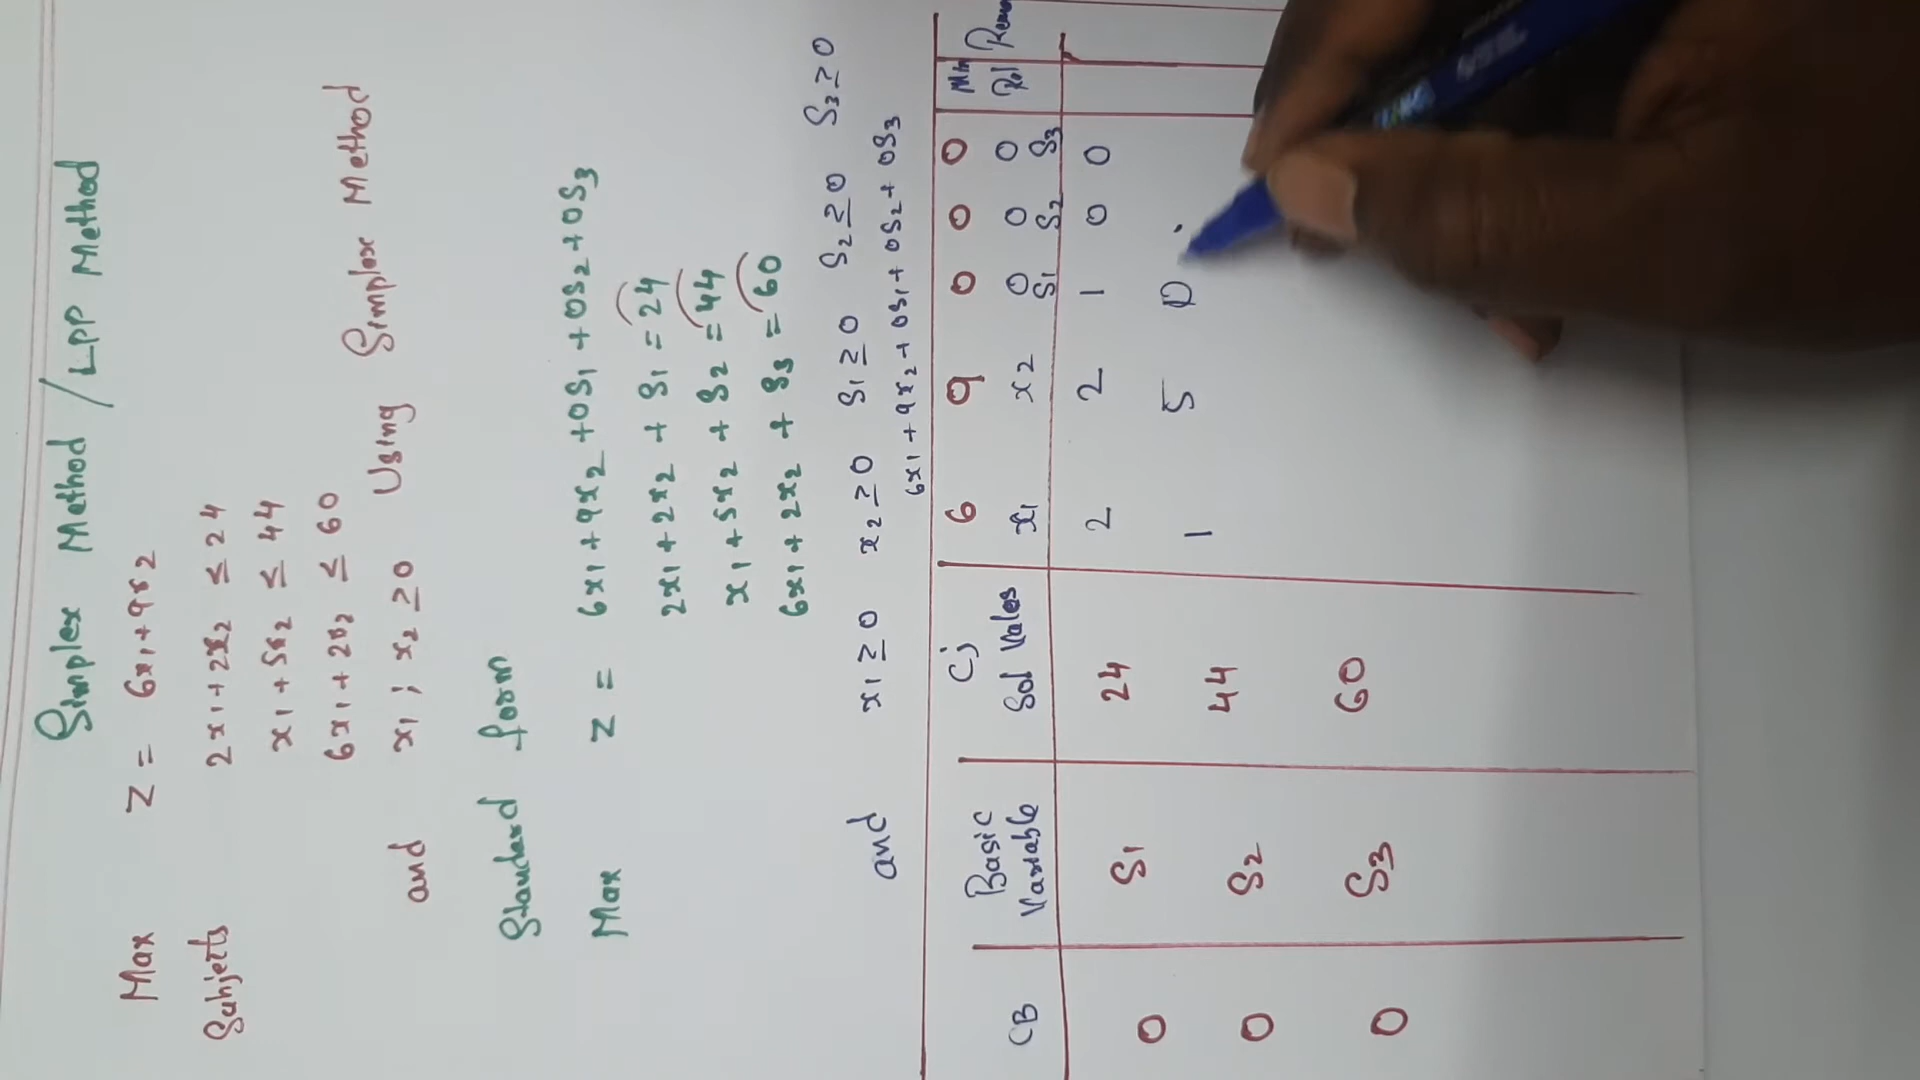 Simplex Method / LPP Method
Max Z = 6x1 + 9x2
Subjets 2x1 + 2x2 ≤ 24
x1 + 5x2 ≤ 44
6x1 + 2x2 ≤ 60
and x1 ; x2 ≥ 0 Using Simplex Method
Standard form
Max Z = 6x1 + 9x2 + 0S1 + 0S2 + 0S3
2x1 + 2x2 + S1 = 24
x1 + 5x2 + S2 = 44
6x1 + 2x2 + S3 = 60
and x1 ≥ 0 x2 ≥ 0 S1 ≥ 0 S2 ≥ 0 S3 ≥ 0
6x1 + 9x2 + 0S1 + 0S2 + 0S3
Cj 6 9 0 0 0 Min
CB Basic Variable Sol Vales x1 x2 0 S1 0 S2 0 S3
0 S1 24 2 2 1 0 0
0 S2 44 1 5 0
0 S3 60